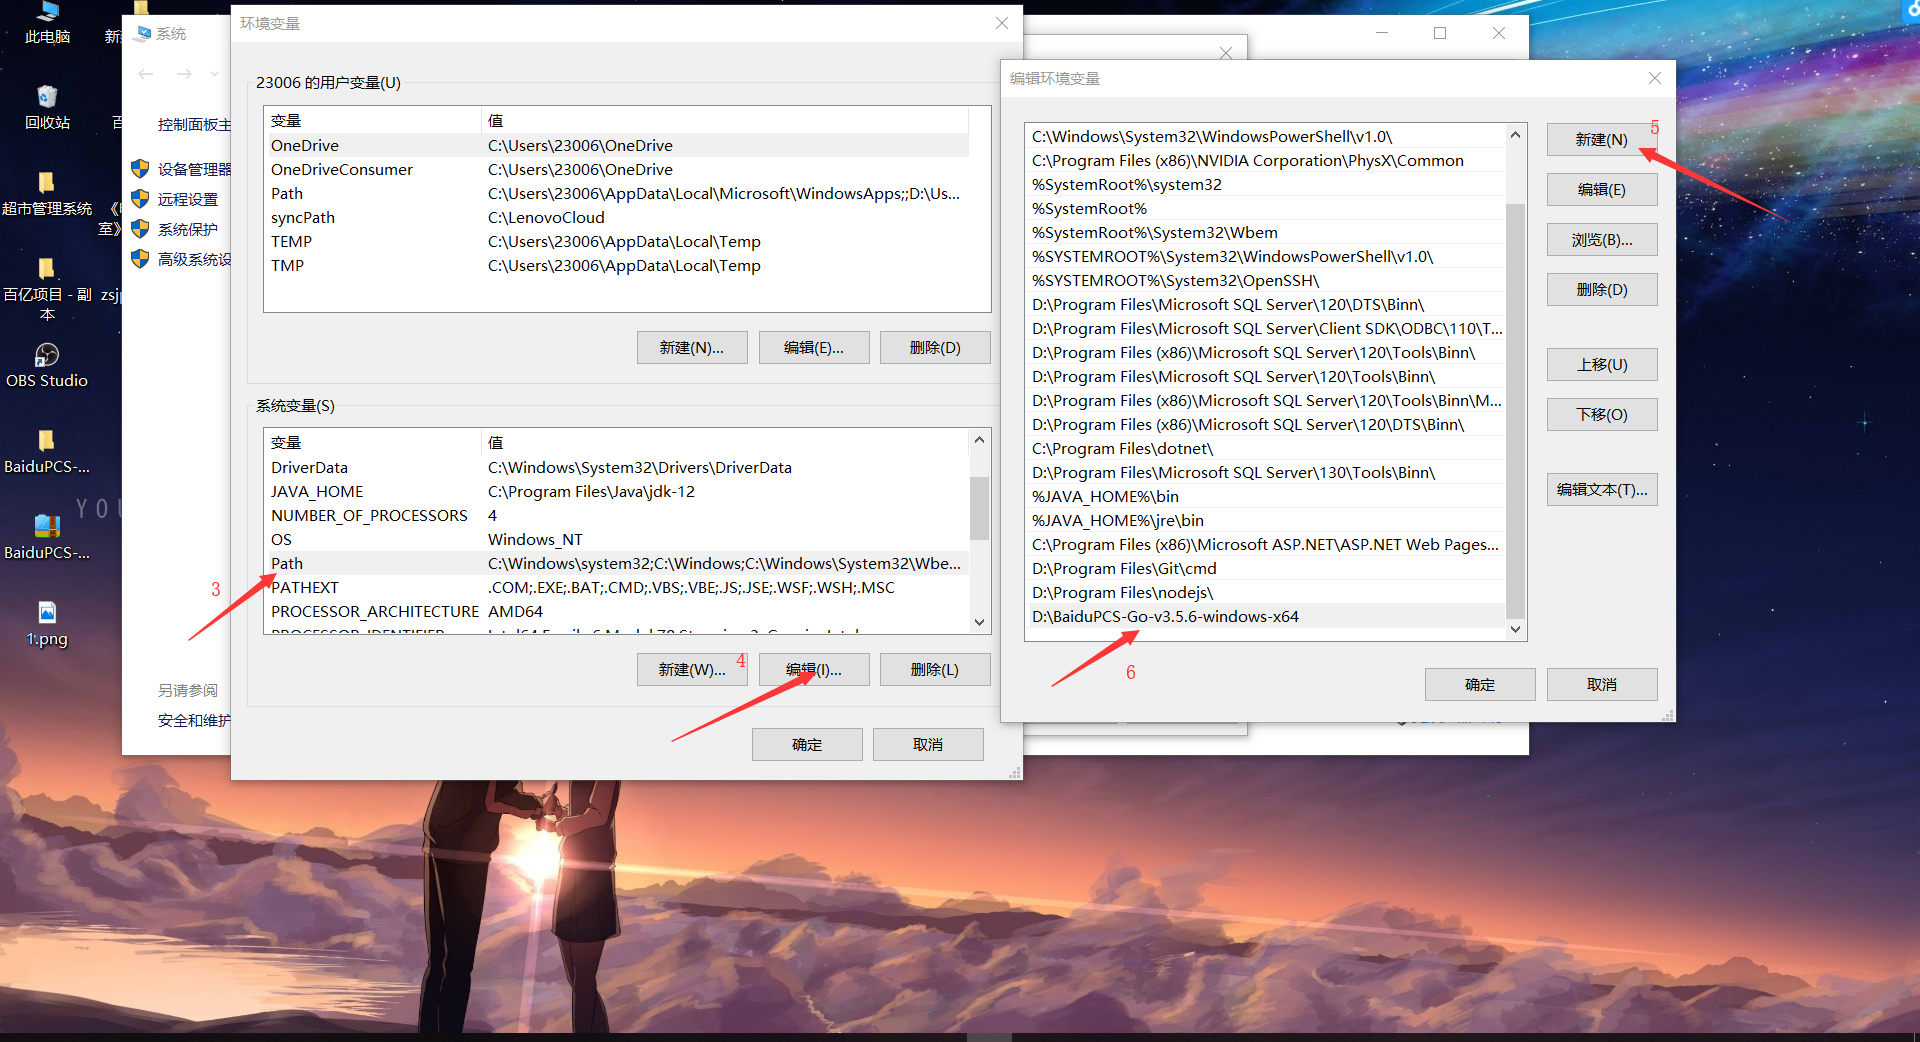 此电脑
回收站
超市管理系统
百亿项目 - 副
本
OBS Studio
BaiduPCS-...
BaiduPCS-...
1.png
YOU
系统
控制面板主
设备管理器
远程设置
系统保护
高级系统设
另请参阅
安全和维护
环境变量
23006 的用户变量(U)
变量 值
OneDrive C:\Users\23006\OneDrive
OneDriveConsumer C:\Users\23006\OneDrive
Path C:\Users\23006\AppData\Local\Microsoft\WindowsApps;;D:\Us...
syncPath C:\LenovoCloud
TEMP C:\Users\23006\AppData\Local\Temp
TMP C:\Users\23006\AppData\Local\Temp
新建(N)... 编辑(E)... 删除(D)
系统变量(S)
变量 值
DriverData C:\Windows\System32\Drivers\DriverData
JAVA_HOME C:\Program Files\Java\jdk-12
NUMBER_OF_PROCESSORS 4
OS Windows_NT
Path C:\Windows\system32;C:\Windows;C:\Windows\System32\Wbe...
PATHEXT .COM;.EXE;.BAT;.CMD;.VBS;.VBE;.JS;.JSE;.WSF;.WSH;.MSC
PROCESSOR_ARCHITECTURE AMD64
3
新建(W)... 编辑(I)... 删除(L)
4
确定 取消
编辑环境变量
C:\Windows\System32\WindowsPowerShell\v1.0\
C:\Program Files (x86)\NVIDIA Corporation\PhysX\Common
%SystemRoot%\system32
%SystemRoot%
%SystemRoot%\System32\Wbem
%SYSTEMROOT%\System32\WindowsPowerShell\v1.0\
%SYSTEMROOT%\System32\OpenSSH\
D:\Program Files\Microsoft SQL Server\120\DTS\Binn\
D:\Program Files\Microsoft SQL Server\Client SDK\ODBC\110\T...
D:\Program Files (x86)\Microsoft SQL Server\120\Tools\Binn\
D:\Program Files\Microsoft SQL Server\120\Tools\Binn\
D:\Program Files (x86)\Microsoft SQL Server\120\Tools\Binn\M...
D:\Program Files (x86)\Microsoft SQL Server\120\DTS\Binn\
C:\Program Files\dotnet\
D:\Program Files\Microsoft SQL Server\130\Tools\Binn\
%JAVA_HOME%\bin
%JAVA_HOME%\jre\bin
C:\Program Files (x86)\Microsoft ASP.NET\ASP.NET Web Pages...
D:\Program Files\Git\cmd
D:\Program Files\nodejs\
D:\BaiduPCS-Go-v3.5.6-windows-x64
6
新建(N)
5
编辑(E)
浏览(B)...
删除(D)
上移(U)
下移(O)
编辑文本(T)...
确定 取消